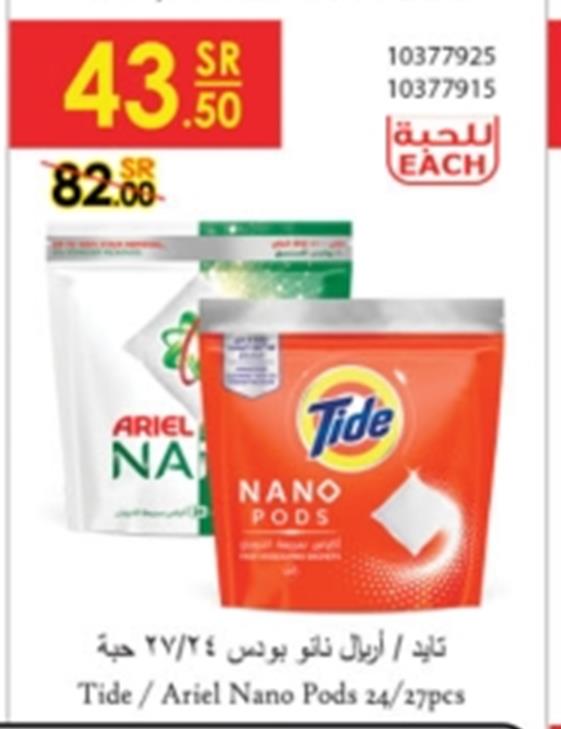 43.50 SR
10377925
10377915
للحبة
EACH
82.00 SR
ARIEL
NA
Tide
NANO
PODS
تايد / أريال نانو بودس ٢٧/٢٤ حبة
Tide / Ariel Nano Pods 24/27pcs